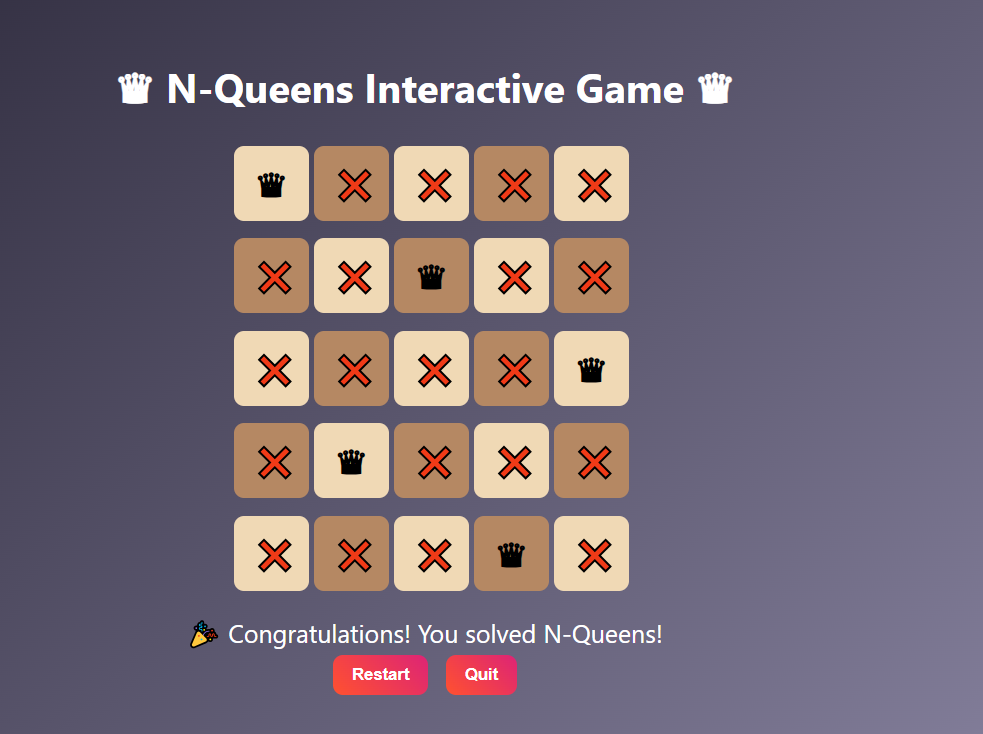 ♛ N-Queens Interactive Game ♛
♛ ❌ ❌ ❌ ❌
❌ ❌ ♛ ❌ ❌
❌ ❌ ❌ ❌ ♛
❌ ♛ ❌ ❌ ❌
❌ ❌ ❌ ♛ ❌
🎉 Congratulations! You solved N-Queens!
Restart Quit